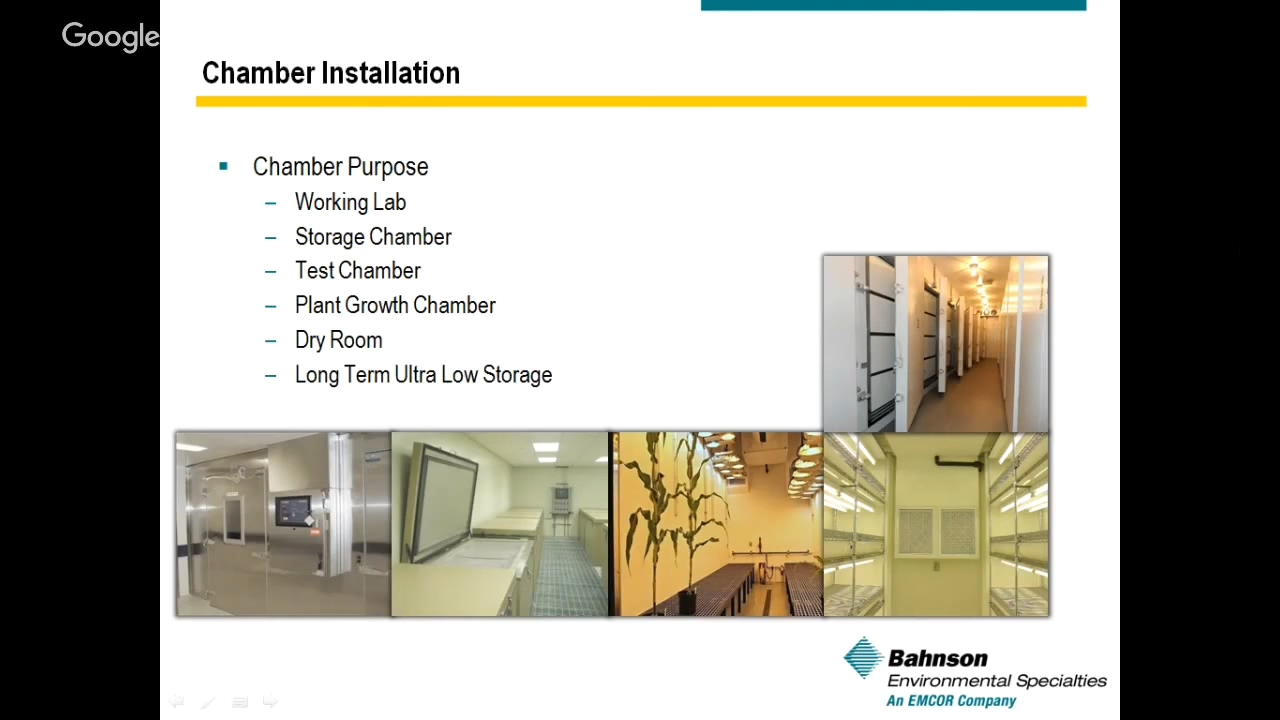 Google
Chamber Installation
Chamber Purpose
– Working Lab
– Storage Chamber
– Test Chamber
– Plant Growth Chamber
– Dry Room
– Long Term Ultra Low Storage
Bahnson
Environmental Specialties
An EMCOR Company